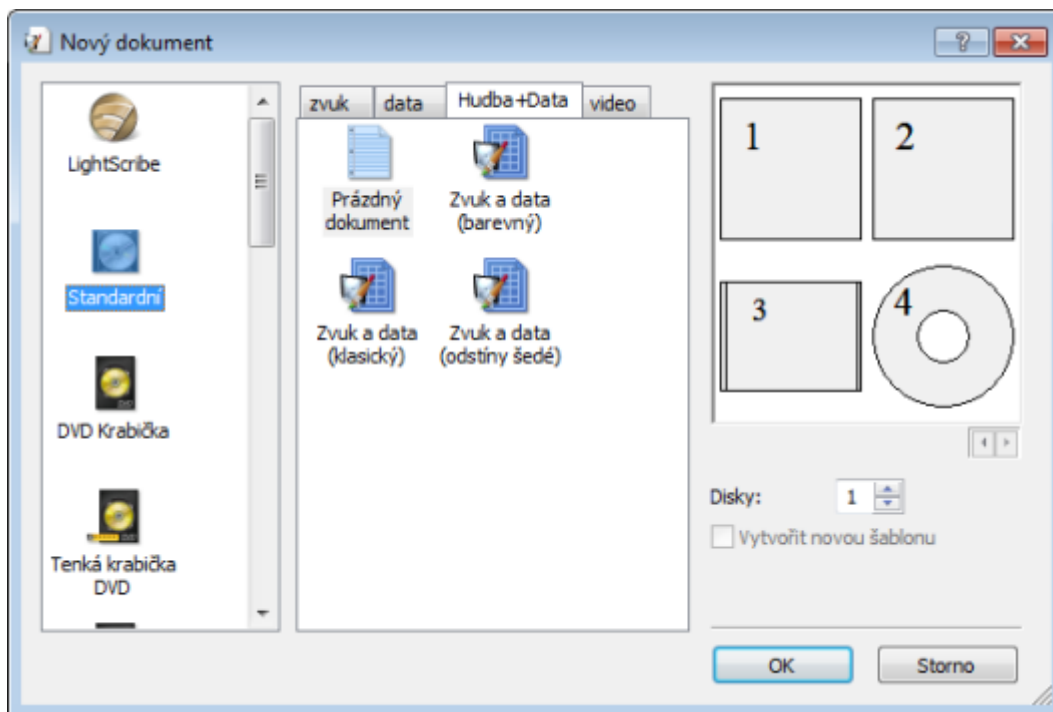 Nový dokument
LightScribe
Standardní
DVD Krabička
Tenká krabička
DVD
zvuk data Hudba+Data video
Prázdný
dokument
Zvuk a data
(barevný)
Zvuk a data
(klasický)
Zvuk a data
(odstíny šedé)
1 2
3 4
Disky: 1
Vytvořit novou šablonu
OK Storno